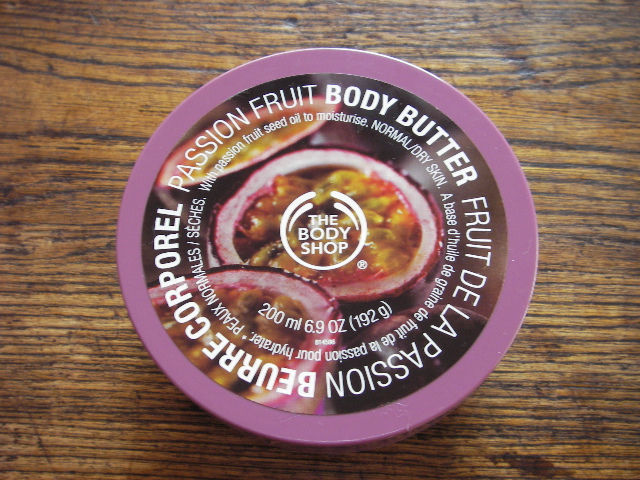 PASSION FRUIT BODY BUTTER
With passion fruit seed oil to moisturise. NORMAL/DRY SKIN.
FRUIT DE LA PASSION BEURRE CORPOREL
A base d'huile de graine de fruit de la passion pour hydrater. PEAUX NORMALES / SÈCHES.
THE
BODY
SHOP
®
200 ml 6.9 OZ (192 g)